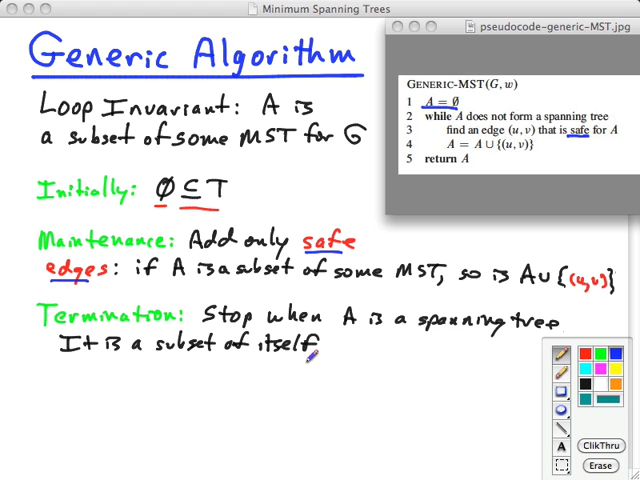 Minimum Spanning Trees
Generic Algorithm
pseudocode-generic-MST.jpg
GENERIC-MST(G, w)
1 A = ∅
2 while A does not form a spanning tree
3 find an edge (u, v) that is safe for A
4 A = A ∪ {(u, v)}
5 return A
Loop Invariant: A is
a subset of some MST for G
Initially: ∅ ⊆ T
Maintenance: Add only safe
edges: if A is a subset of some MST, so is A ∪ {(u,v)}
Termination: Stop when A is a spanning tree
It is a subset of itself
A
ClikThru
Erase